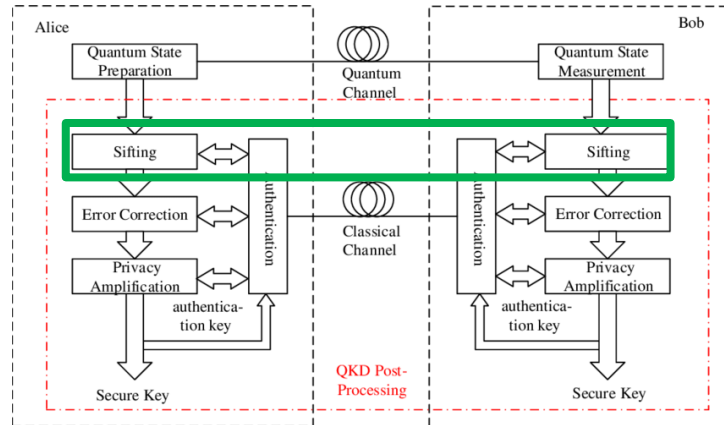 Alice
Bob
Quantum State
Preparation
Quantum
Channel
Quantum State
Measurement
Sifting
Sifting
Error Correction
Authentication
Classical
Channel
Authentication
Error Correction
Privacy
Amplification
Privacy
Amplification
authentica-
tion key
authentica-
tion key
QKD Post-
Processing
Secure Key
Secure Key